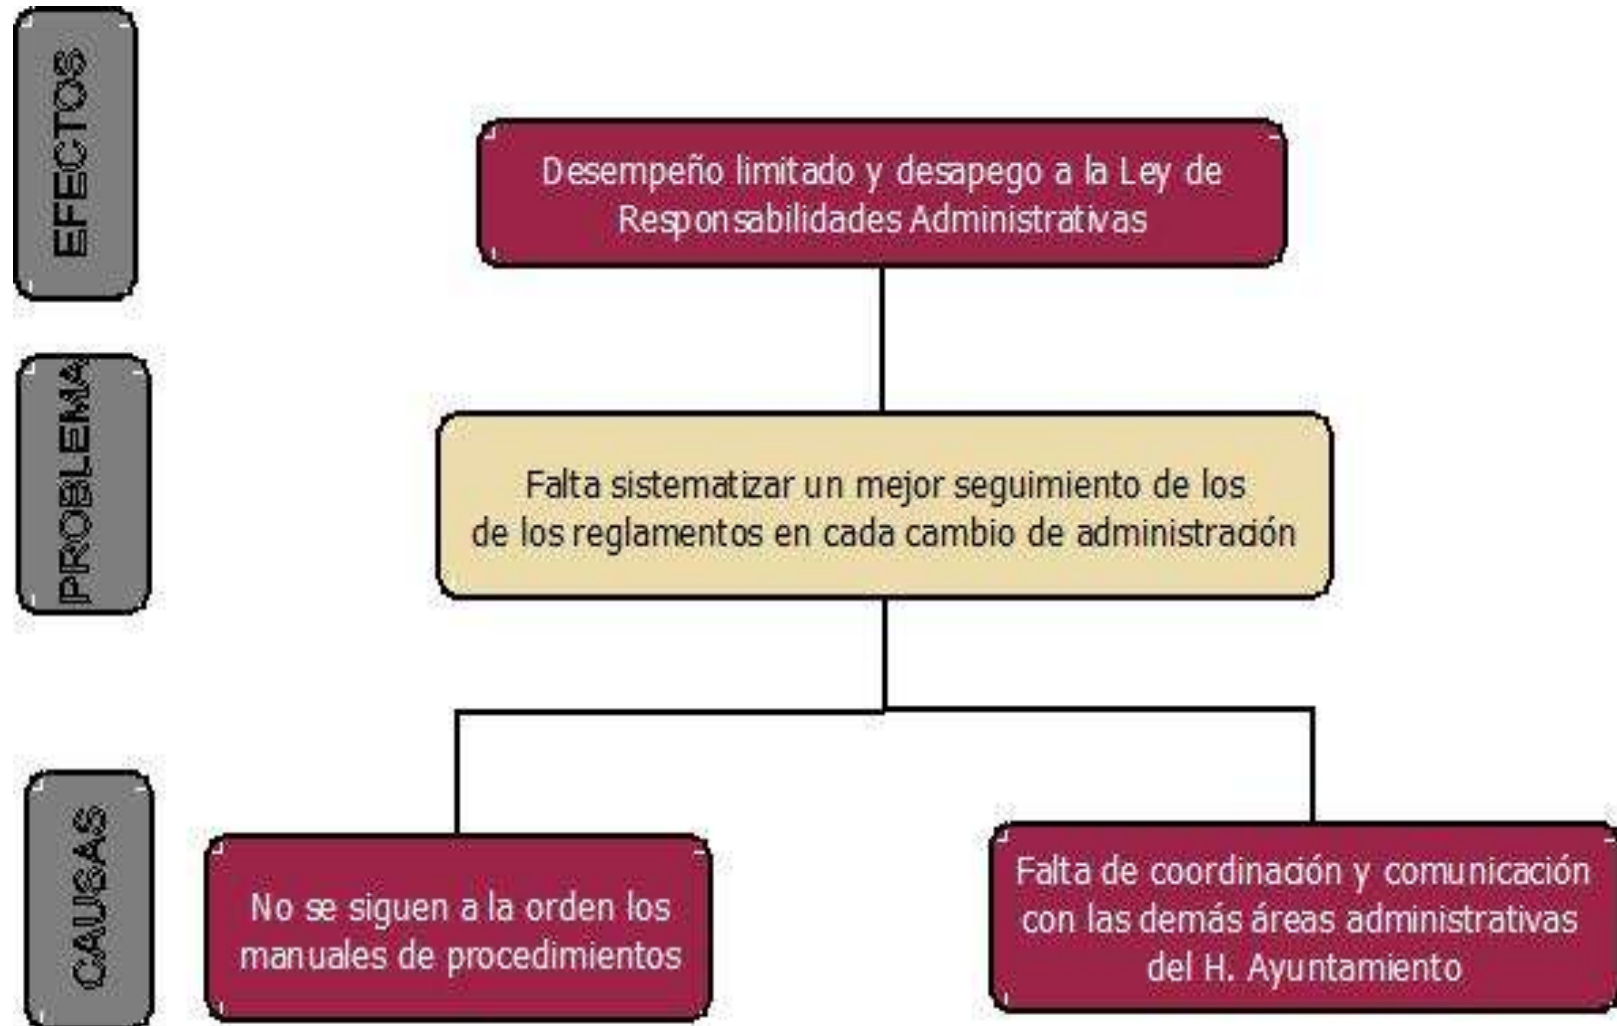 EFECTOS
Desempeño limitado y desapego a la Ley de
Responsabilidades Administrativas
PROBLEMA
Falta sistematizar un mejor seguimiento de los
de los reglamentos en cada cambio de administración
CAUSAS
No se siguen a la orden los
manuales de procedimientos
Falta de coordinación y comunicación
con las demás áreas administrativas
del H. Ayuntamiento